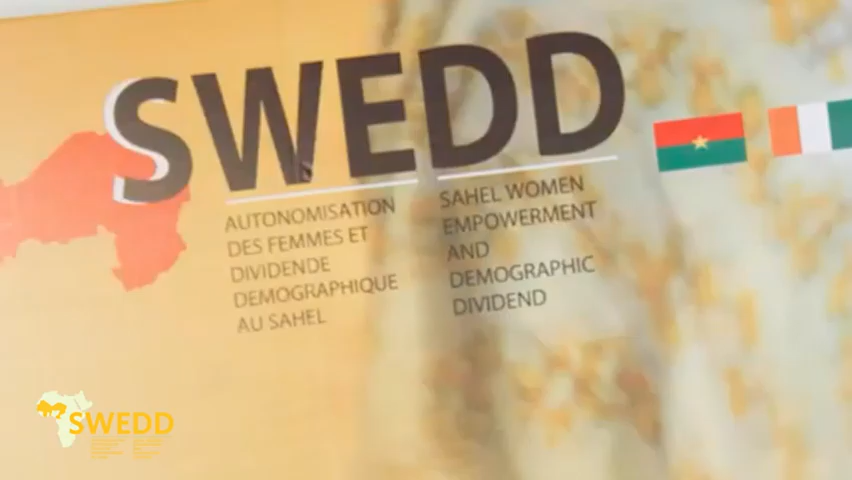 SWEDD
AUTONOMISATION
DES FEMMES ET
DIVIDENDE
DEMOGRAPHIQUE
AU SAHEL
SAHEL WOMEN
EMPOWERMENT
AND
DEMOGRAPHIC
DIVIDEND
SWEDD